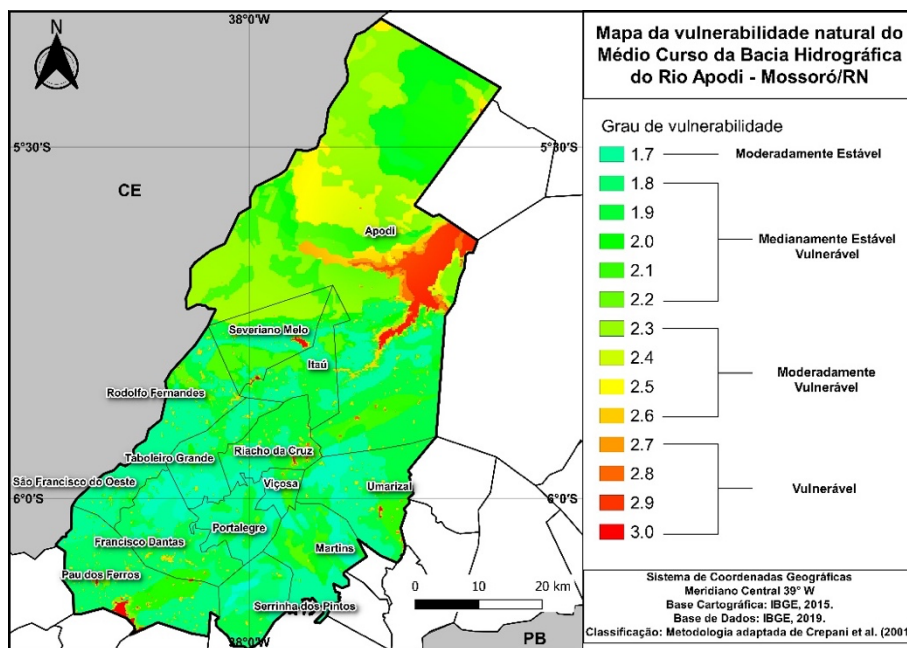 Mapa da vulnerabilidade natural do
Médio Curso da Bacia Hidrográfica
do Rio Apodi - Mossoró/RN
Grau de vulnerabilidade
1.7
Moderadamente Estável
1.8
1.9
2.0
2.1
2.2
Medianamente Estável
Vulnerável
2.3
2.4
2.5
2.6
Moderadamente
Vulnerável
2.7
2.8
2.9
3.0
Vulnerável
Sistema de Coordenadas Geográficas
Meridiano Central 39° W
Base Cartográfica: IBGE, 2015.
Base de Dados: IBGE, 2019.
Classificação: Metodologia adaptada de Crepani et al. (2001
N
38°0'W
5°30'S
5°30'S
CE
Apodi
Severiano Melo
Itaú
Rodolfo Fernandes
Riacho da Cruz
Taboleiro Grande
São Francisco do Oeste
Viçosa
Umarizal
6°0'S
6°0'S
Portalegre
Francisco Dantas
Martins
Pau dos Ferros
Serrinha dos Pintos
0 10 20 km
38°0'W
PB